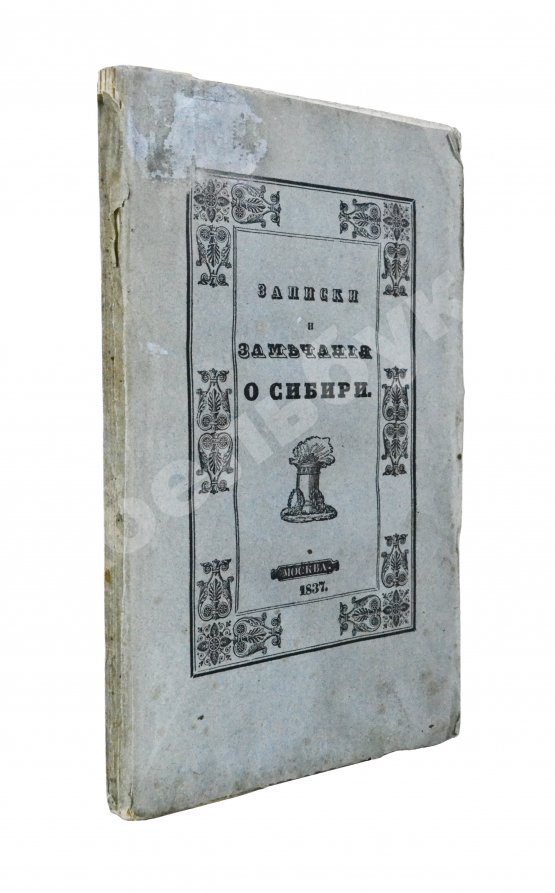 ЗАПИСКИ
и
ЗАМѢЧАНІЯ
О СИБИРИ.
МОСКВА.
1837.